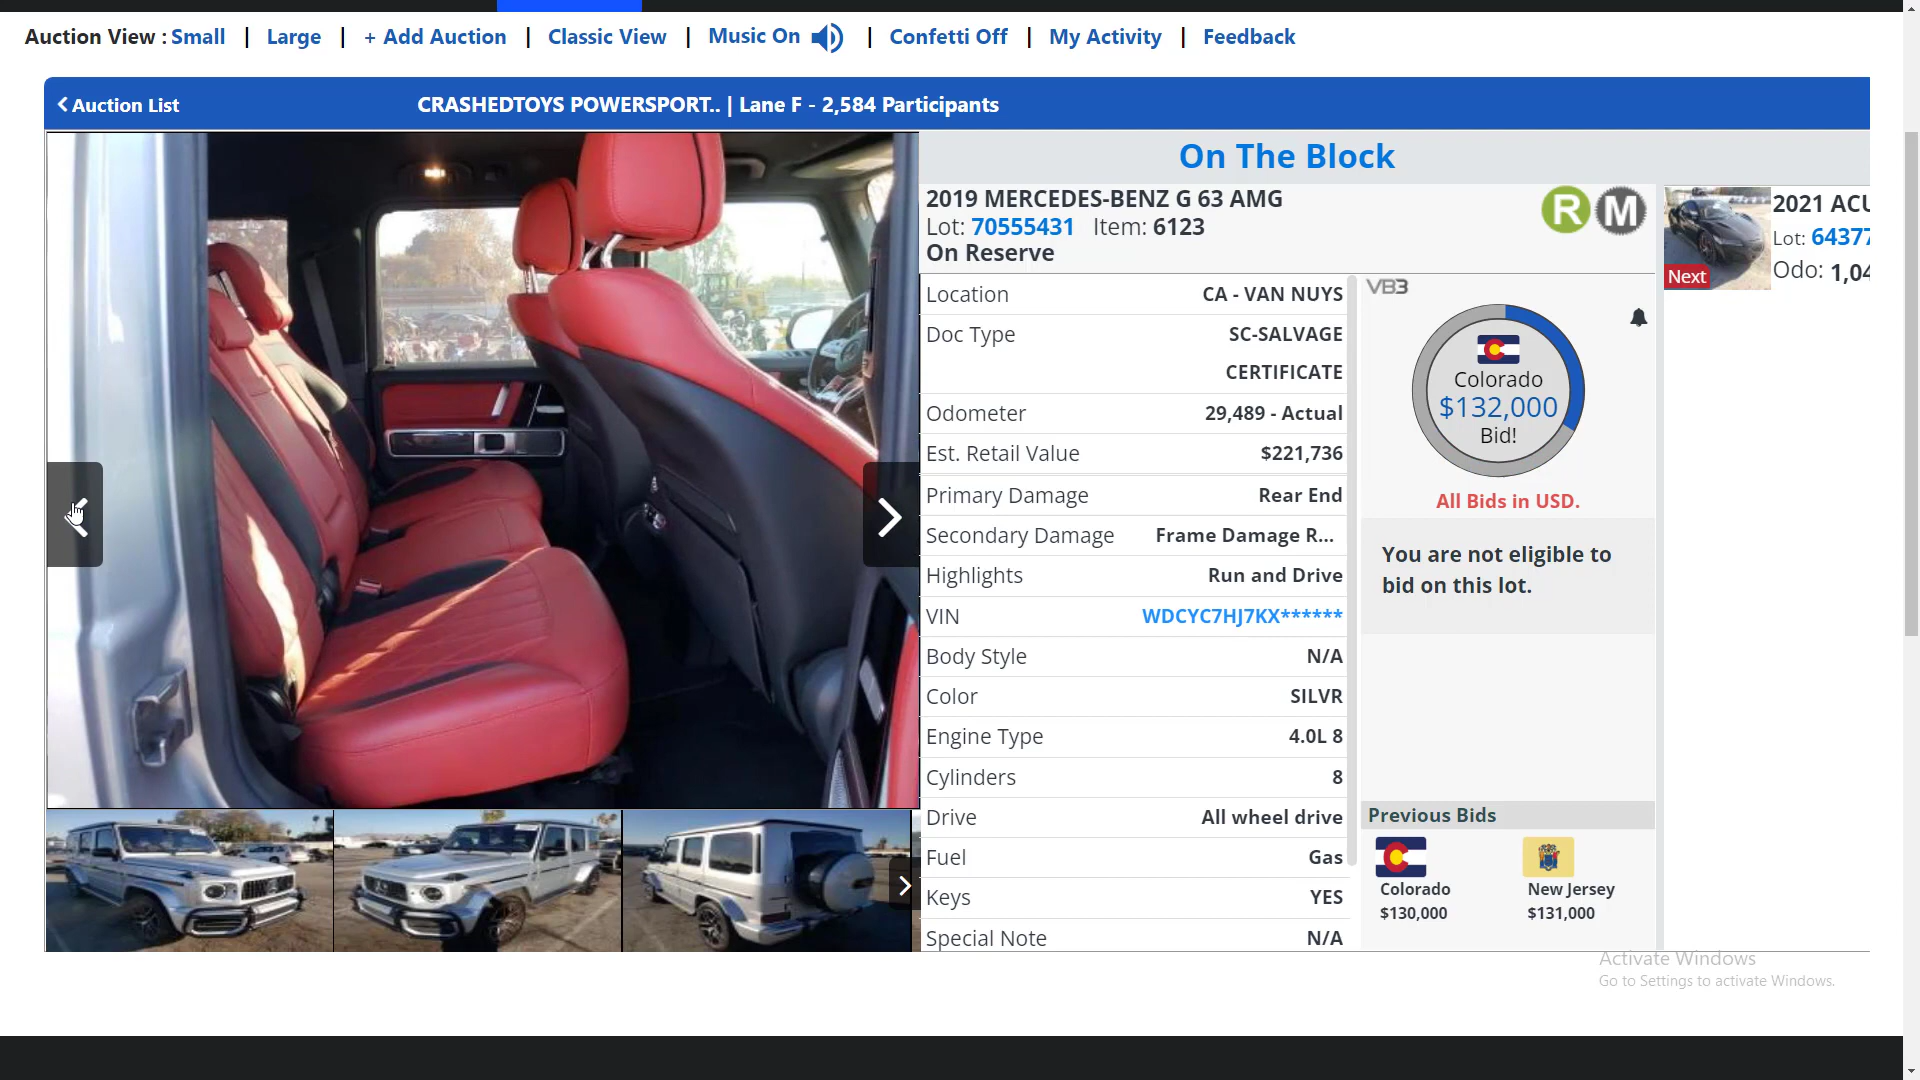 Auction View : Small | Large | + Add Auction | Classic View | Music On | Confetti Off | My Activity | Feedback
Auction List
CRASHEDTOYS POWERSPORT.. | Lane F - 2,584 Participants
On The Block
2019 MERCEDES-BENZ G 63 AMG
Lot: 70555431 Item: 6123
On Reserve
R M
Location CA - VAN NUYS
Doc Type SC-SALVAGE
CERTIFICATE
Odometer 29,489 - Actual
Est. Retail Value $221,736
Primary Damage Rear End
Secondary Damage Frame Damage R...
Highlights Run and Drive
VIN WDCYC7HJ7KX******
Body Style N/A
Color SILVR
Engine Type 4.0L 8
Cylinders 8
Drive All wheel drive
Fuel Gas
Keys YES
Special Note N/A
VB3
Colorado
$132,000
Bid!
All Bids in USD.
You are not eligible to
bid on this lot.
Previous Bids
Colorado
$130,000
New Jersey
$131,000
Next
2021 ACU
Lot: 64377
Odo: 1,04
Activate Windows
Go to Settings to activate Windows.